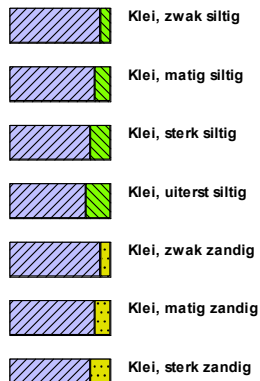 Klei, zwak siltig
Klei, matig siltig
Klei, sterk siltig
Klei, uiterst siltig
Klei, zwak zandig
Klei, matig zandig
Klei, sterk zandig